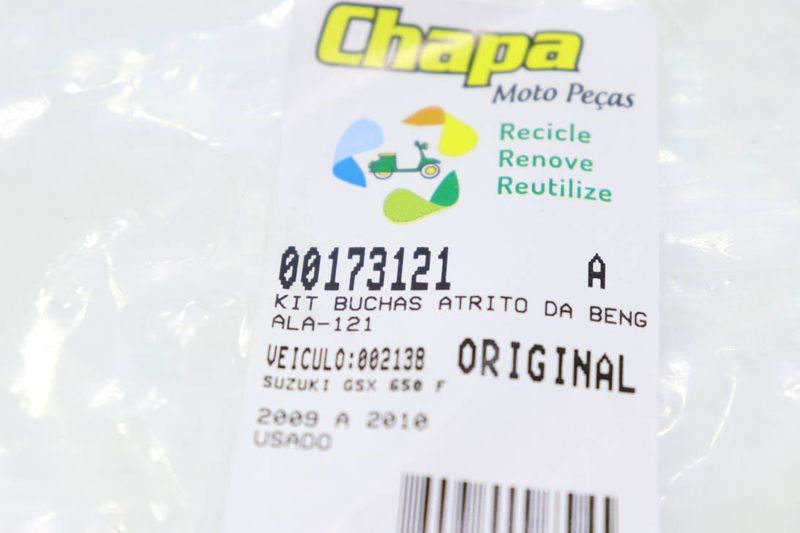 Chapa
Moto Peças
Recicle
Renove
Reutilize
00173121 A
KIT BUCHAS ATRITO DA BENG
ALA-121
VEICULO:002138 ORIGINAL
SUZUKI GSX 650 F
2009 A 2010
USADO